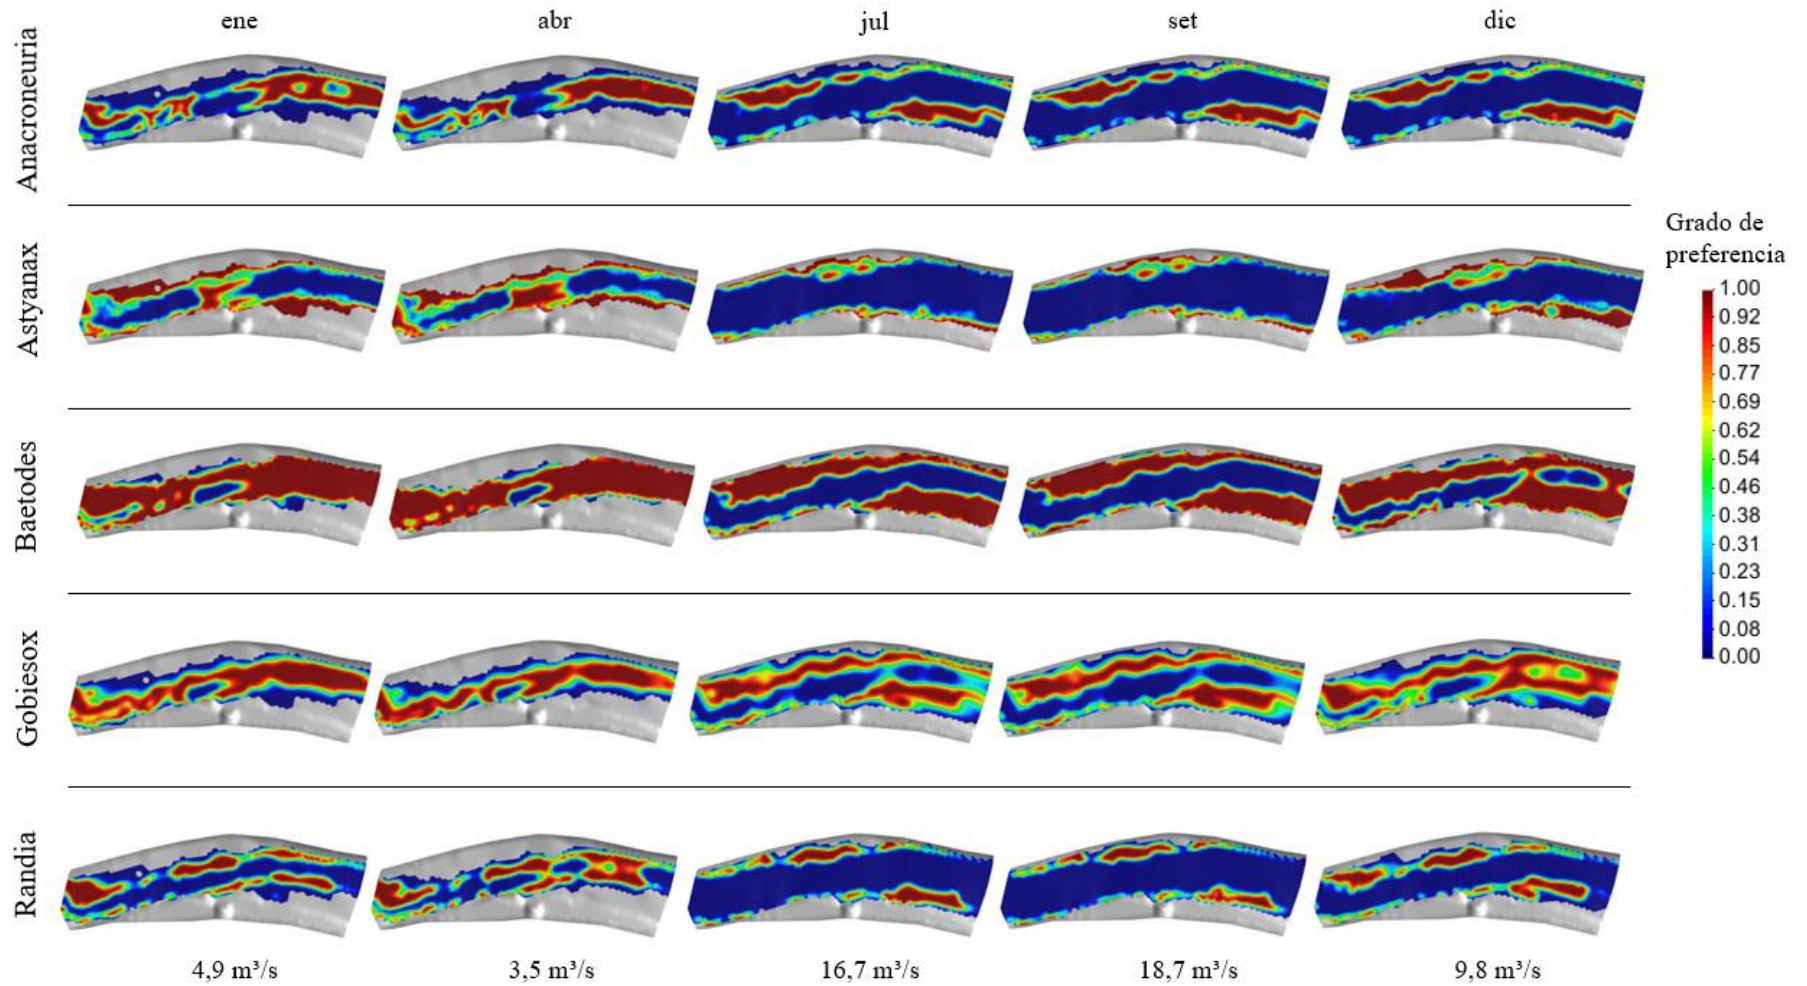 ene abr jul set dic
Anacroneuria
Astyamax
Baetodes
Gobiesox
Randia
4,9 m³/s 3,5 m³/s 16,7 m³/s 18,7 m³/s 9,8 m³/s
Grado de
preferencia
1.00
0.92
0.85
0.77
0.69
0.62
0.54
0.46
0.38
0.31
0.23
0.15
0.08
0.00